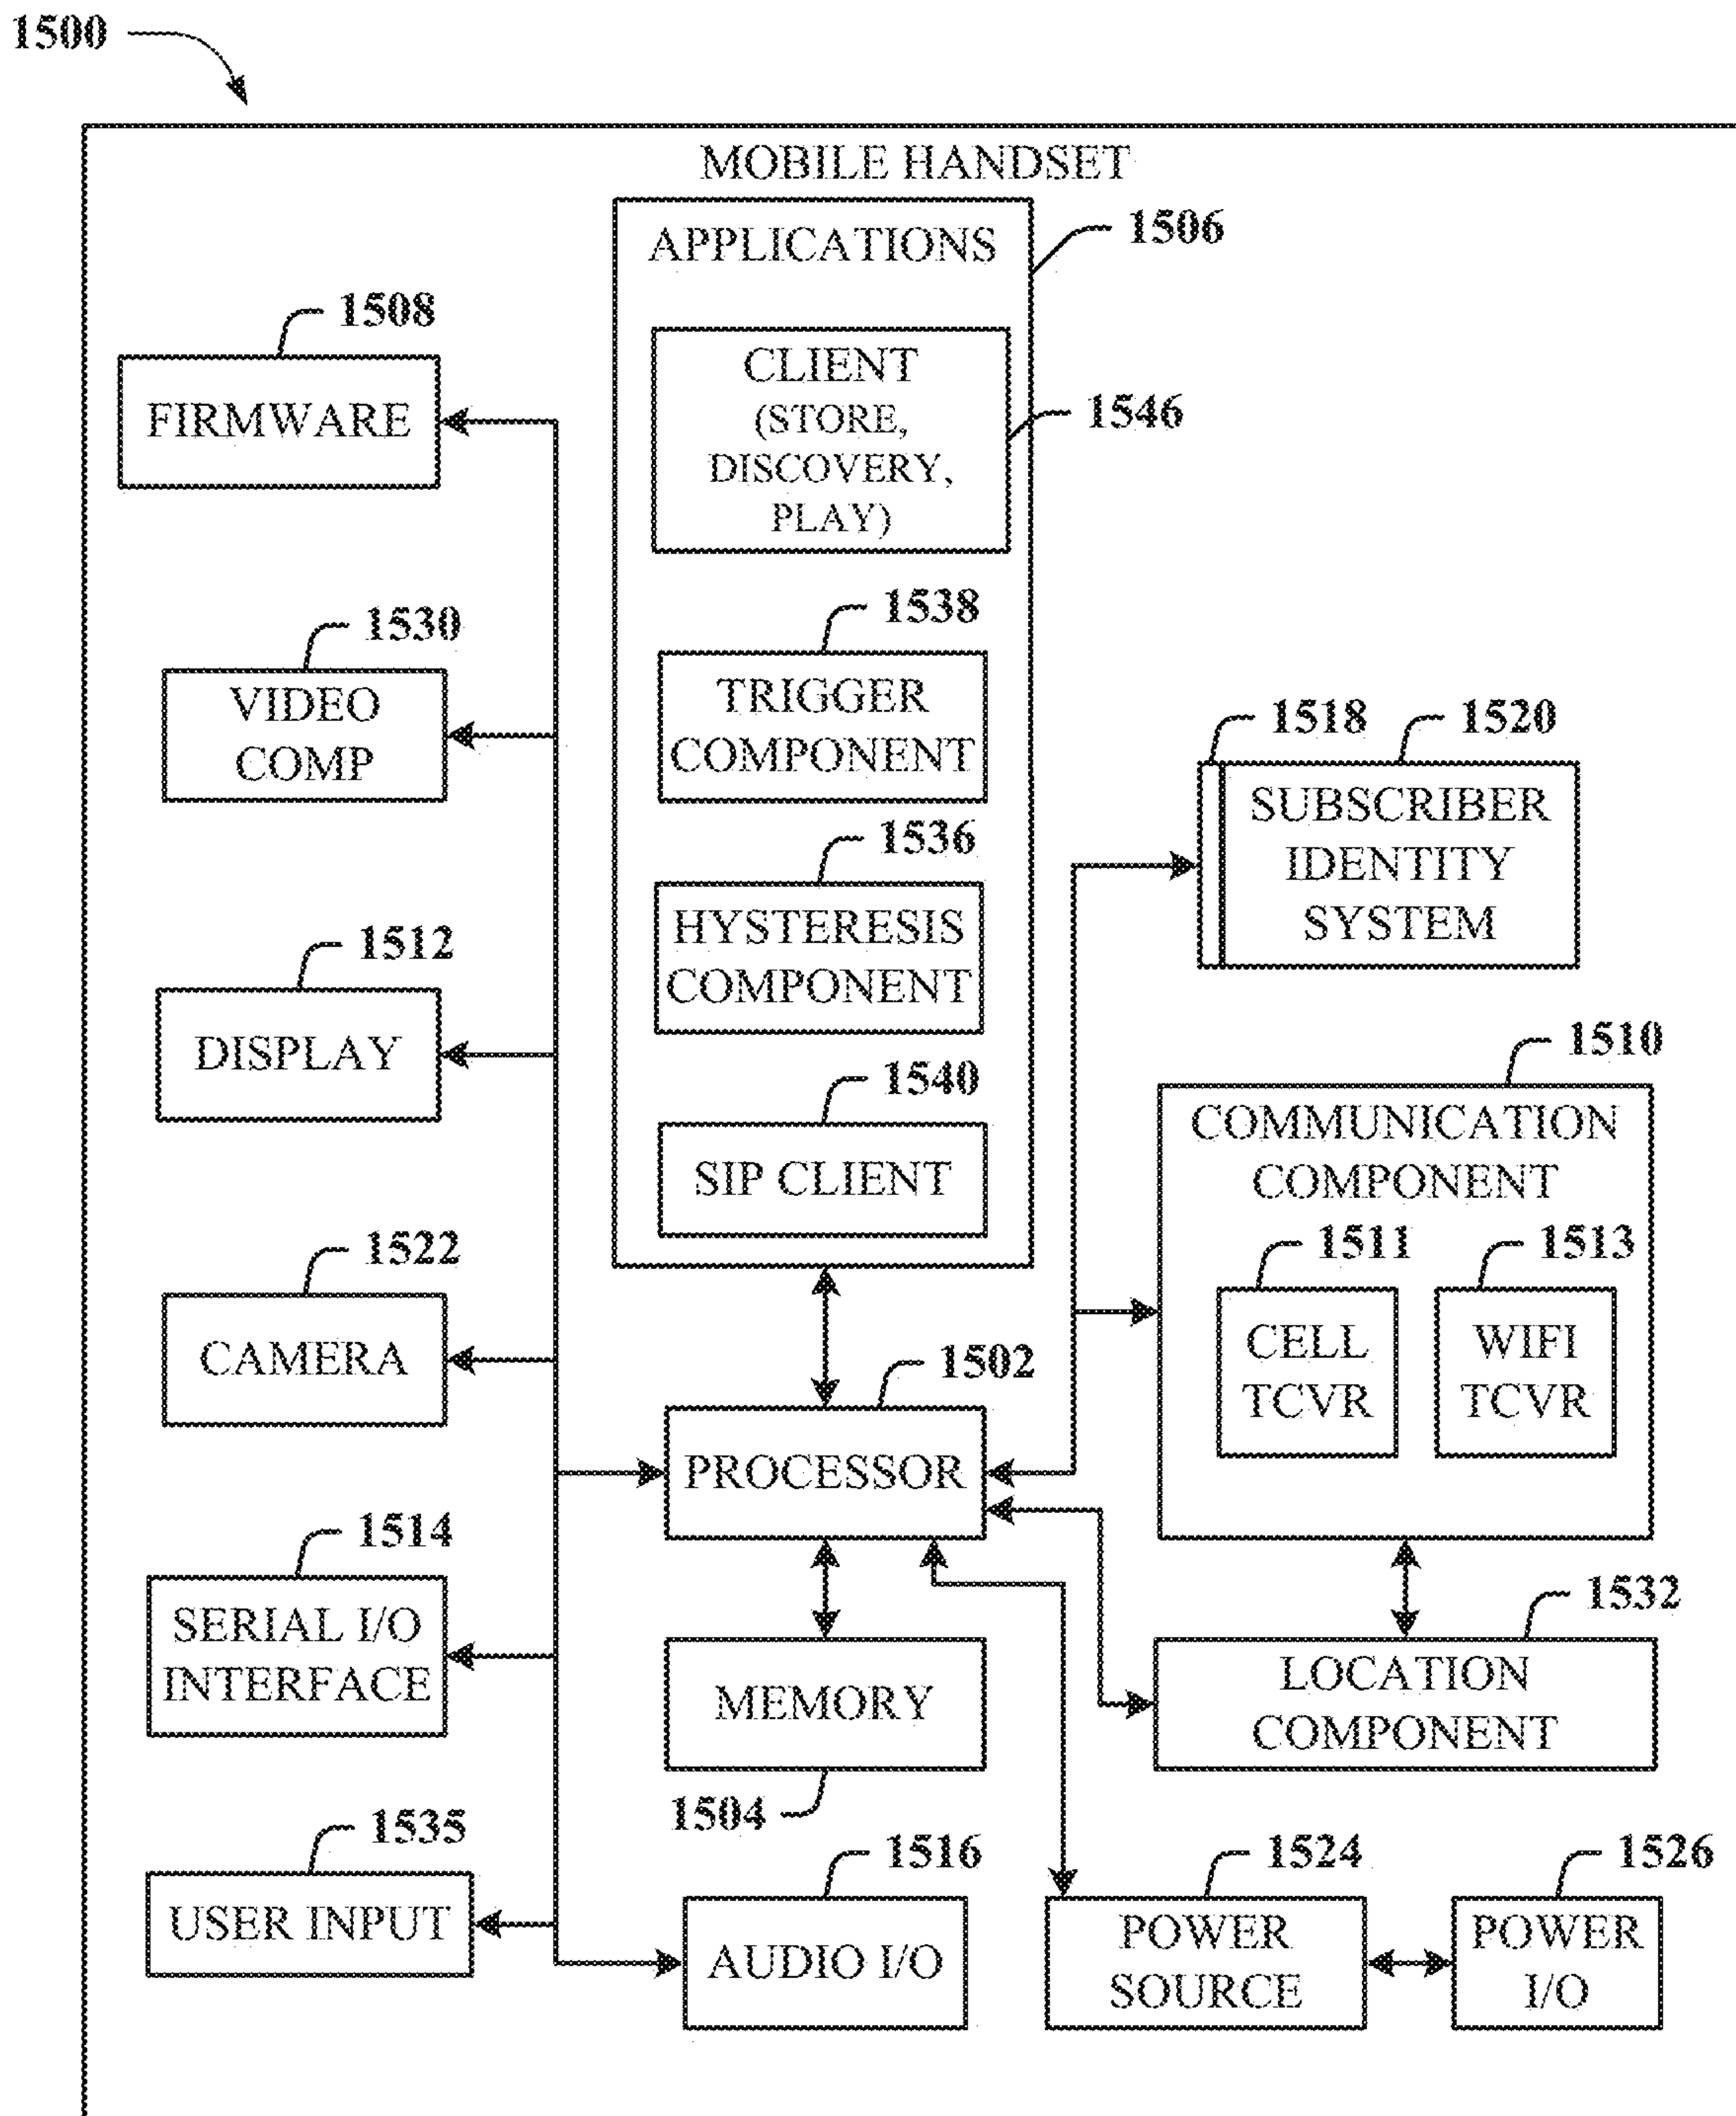 1500
MOBILE HANDSET
APPLICATIONS
1506
CLIENT
(STORE,
DISCOVERY,
PLAY)
1546
1508
FIRMWARE
1538
TRIGGER
COMPONENT
1530
VIDEO
COMP
1518
1520
SUBSCRIBER
IDENTITY
SYSTEM
1536
HYSTERESIS
COMPONENT
1512
DISPLAY
1540
SIP CLIENT
1510
COMMUNICATION
COMPONENT
1511
CELL
TCVR
1513
WIFI
TCVR
1522
CAMERA
1502
PROCESSOR
1514
SERIAL I/O
INTERFACE
MEMORY
1504
1532
LOCATION
COMPONENT
1535
USER INPUT
1516
AUDIO I/O
1524
POWER
SOURCE
1526
POWER
I/O